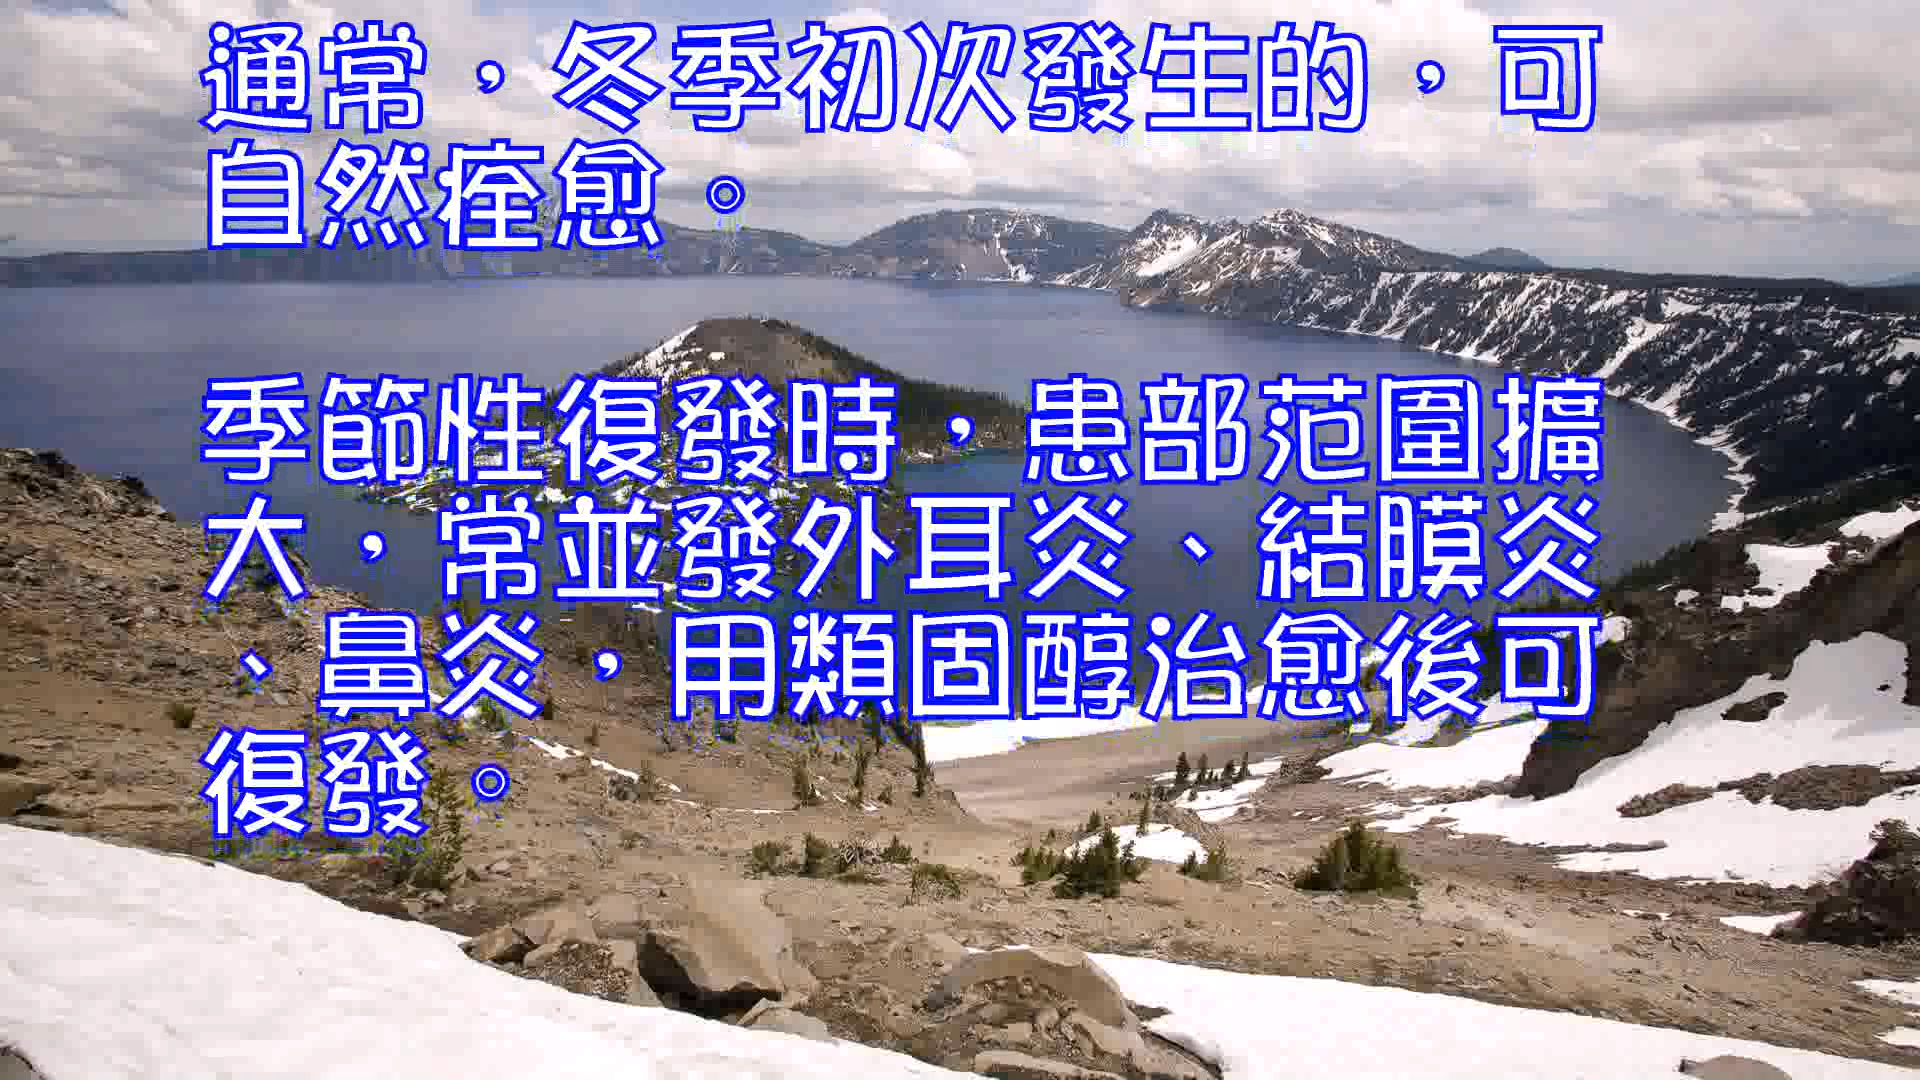 通常，冬季初次發生的，可
自然痊愈。
季節性復發時，患部范圍擴
大，常並發外耳炎、結膜炎
、鼻炎，用類固醇治愈後可
復發。